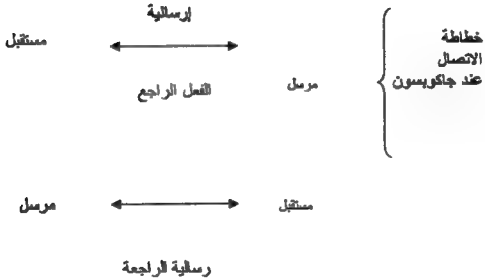 إرسالية
خطاطة
الاتصال
عند جاكوبسون
مرسل
مستقبل
الفعل الراجع
مستقبل
مرسل
رسالية الراجعة